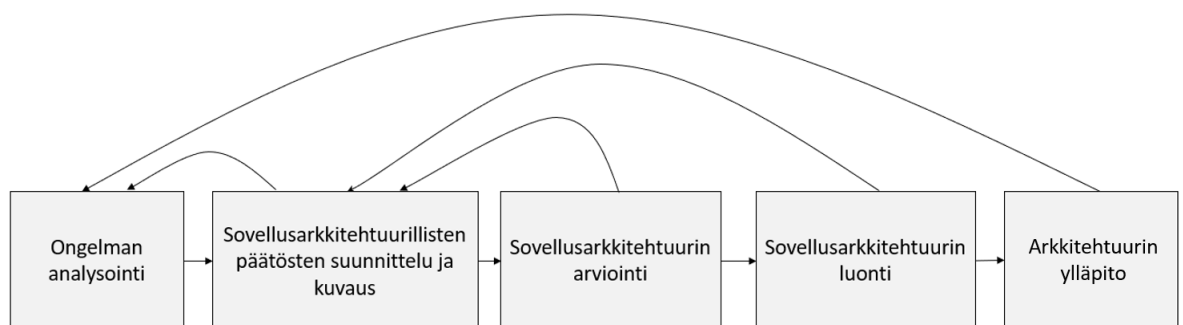 Ongelman
analysointi
Sovellusarkkitehtuurillisten
päätösten suunnittelu ja
kuvaus
Sovellusarkkitehtuurin
arviointi
Sovellusarkkitehtuurin
luonti
Arkkitehtuurin
ylläpito